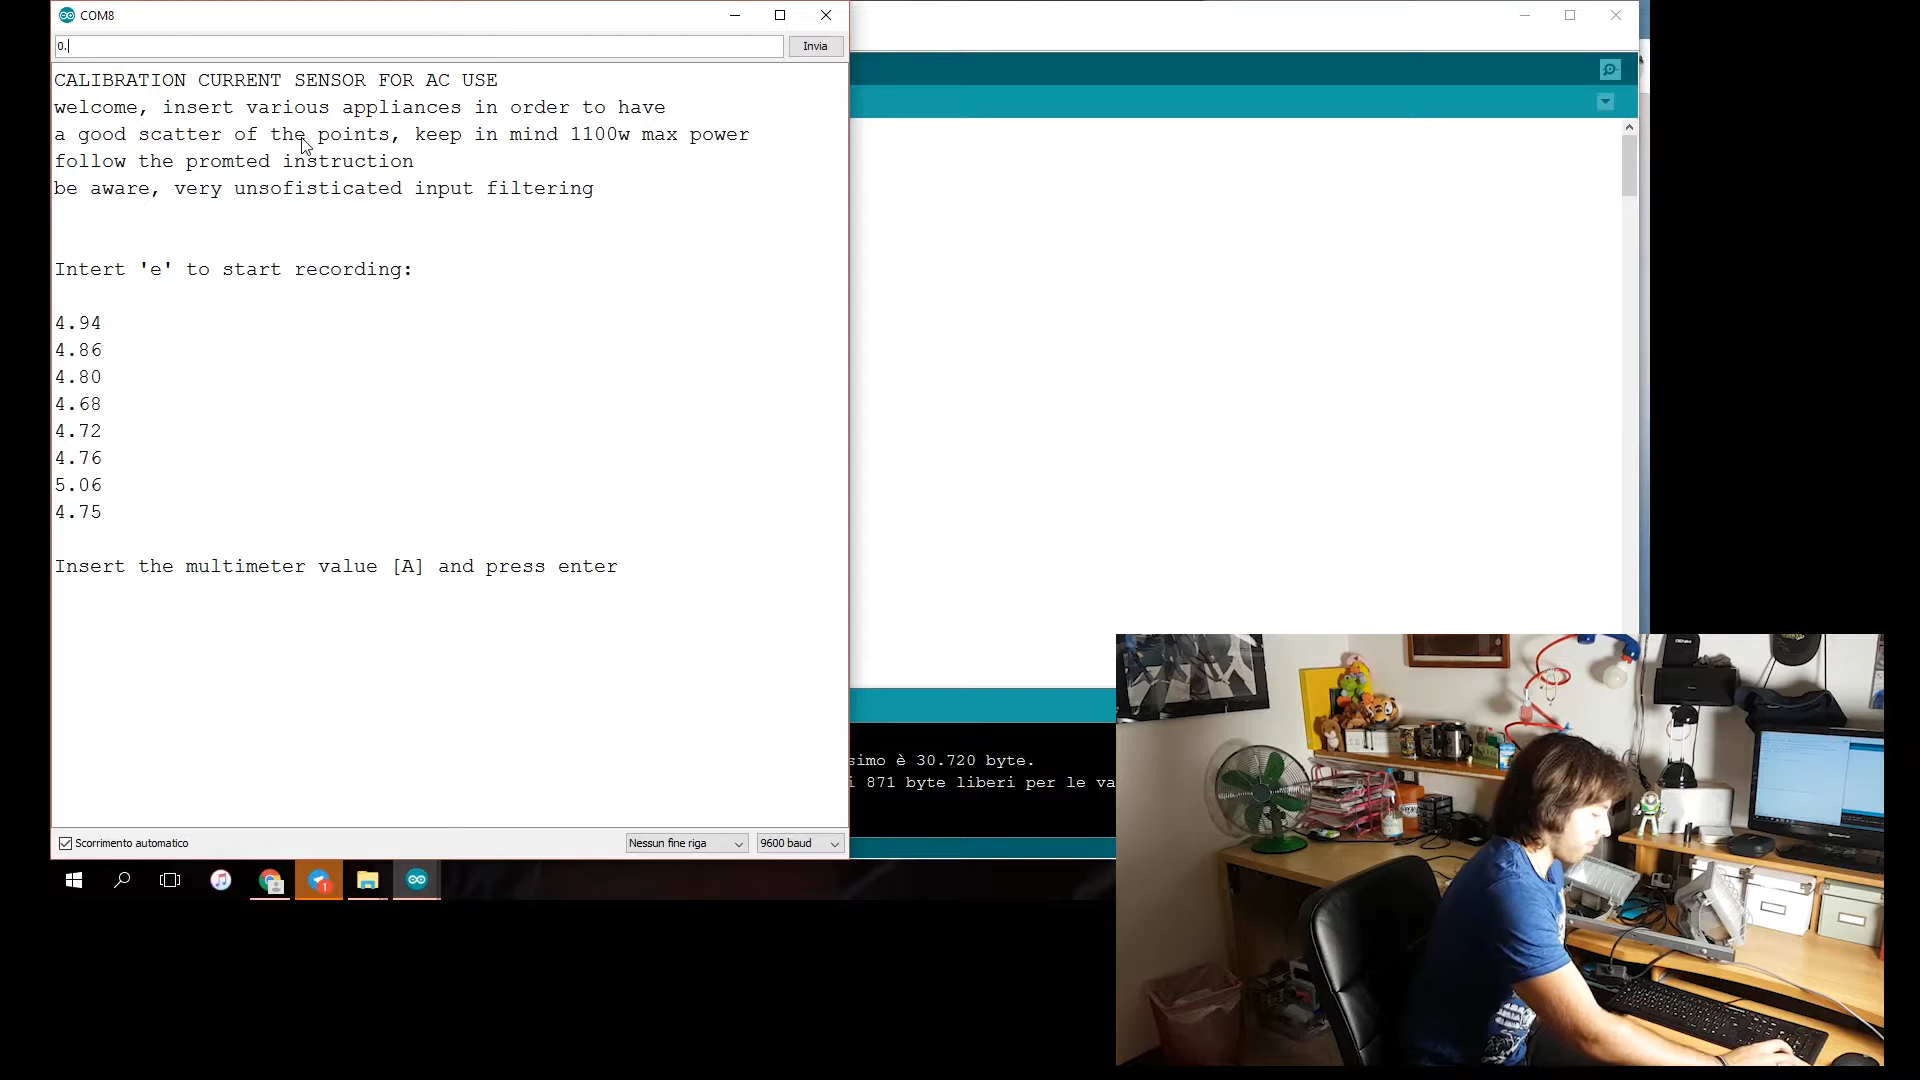 COM8
0.
Invia
CALIBRATION CURRENT SENSOR FOR AC USE
welcome, insert various appliances in order to have
a good scatter of the points, keep in mind 1100w max power
follow the promted instruction
be aware, very unsofisticated input filtering
Intert 'e' to start recording:
4.94
4.86
4.80
4.68
4.72
4.76
5.06
4.75
Insert the multimeter value [A] and press enter
simo è 30.720 byte.
i 871 byte liberi per le va
Scorrimento automatico
Nessun fine riga
9600 baud
1